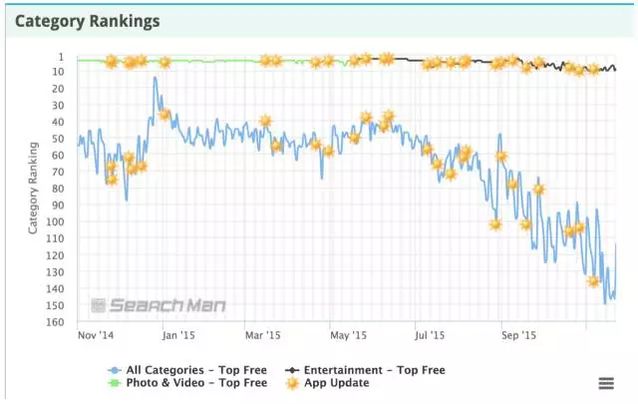 Category Rankings
1
10
20
30
40
50
60
70
80
90
100
110
120
130
140
150
160
Category Ranking
SEARCHMAN
Nov '14 Jan '15 Mar '15 May '15 Jul '15 Sep '15
All Categories – Top Free Entertainment – Top Free
Photo & Video – Top Free App Update